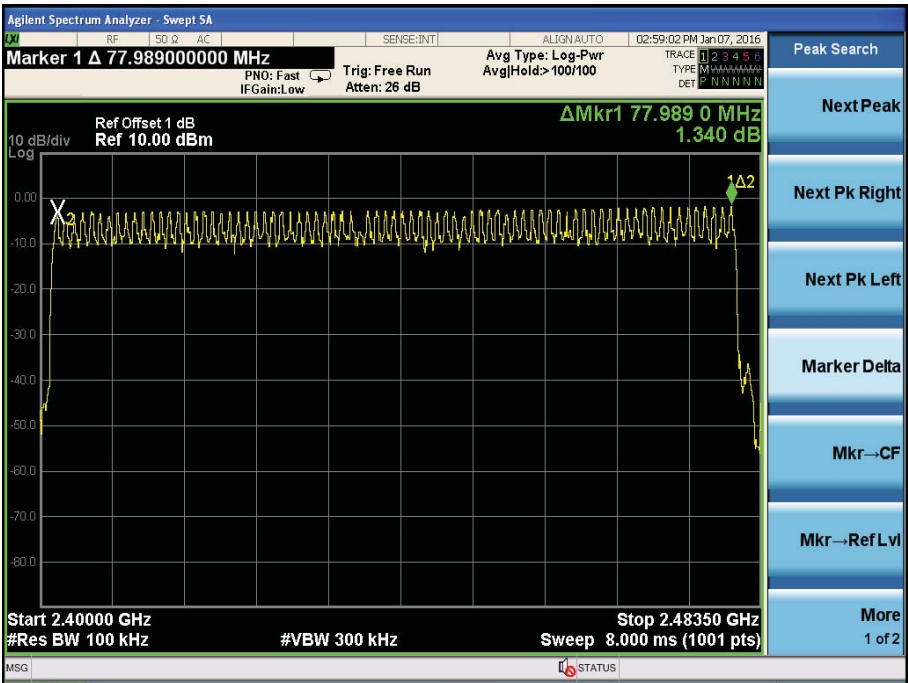 Agilent Spectrum Analyzer - Swept SA
LXI RF 50 Ω AC SENSE:INT ALIGN AUTO 02:59:02 PM Jan 07, 2016
Marker 1 Δ 77.989000000 MHz
PNO: Fast
IFGain:Low
Trig: Free Run
Atten: 26 dB
Avg Type: Log-Pwr
Avg|Hold:>100/100
TRACE 1 2 3 4 5 6
TYPE M
DET P N N N N N
Peak Search
Next Peak
Next Pk Right
Next Pk Left
Marker Delta
Mkr→CF
Mkr→Ref Lvl
More
1 of 2
ΔMkr1 77.989 0 MHz
1.340 dB
Ref Offset 1 dB
10 dB/div Ref 10.00 dBm
Log
1Δ2
0.00
2
-10.0
-20.0
-30.0
-40.0
-50.0
-60.0
-70.0
-80.0
Start 2.40000 GHz Stop 2.48350 GHz
#Res BW 100 kHz #VBW 300 kHz Sweep 8.000 ms (1001 pts)
MSG STATUS